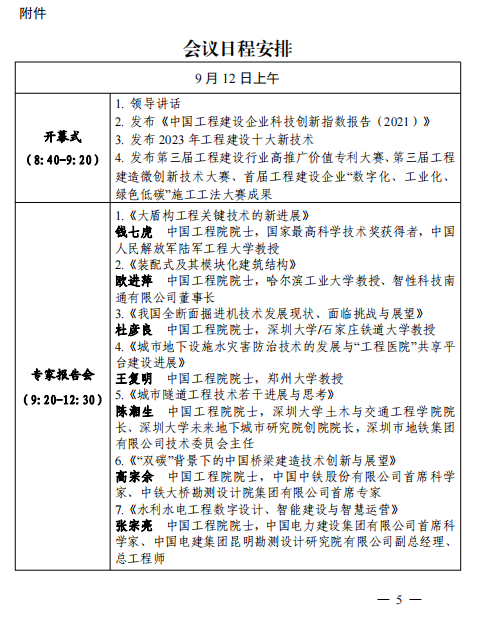 附件
会议日程安排
9 月 12 日上午
开幕式
（8:40-9:20）
1. 领导讲话
2. 发布《中国工程建设企业科技创新指数报告（2021）》
3. 发布 2023 年工程建设十大新技术
4. 发布第三届工程建设行业高推广价值专利大赛、第三届工程
建造微创新技术大赛、首届工程建设企业“数字化、工业化、
绿色低碳”施工工法大赛成果
专家报告会
（9:20-12:30）
1.《大盾构工程关键技术的新进展》
钱七虎 中国工程院院士，国家最高科学技术奖获得者，中国
人民解放军陆军工程大学教授
2.《装配式及其模块化建筑结构》
欧进萍 中国工程院院士，哈尔滨工业大学教授、智性科技南
通有限公司董事长
3.《我国全断面掘进机技术发展现状、面临挑战与展望》
杜彦良 中国工程院院士，深圳大学/石家庄铁道大学教授
4.《城市地下设施水灾害防治技术的发展与“工程医院”共享平
台建设进展》
王复明 中国工程院院士，郑州大学教授
5.《城市隧道工程技术若干进展与思考》
陈湘生 中国工程院院士，深圳大学土木与交通工程学院院
长、深圳大学未来地下城市研究院创院院长，深圳市地铁集团
有限公司技术委员会主任
6.《“双碳”背景下的中国桥梁建造技术创新与展望》
高宗余 中国工程院院士，中国中铁股份有限公司首席科学
家、中铁大桥勘测设计院集团有限公司首席专家
7.《水利水电工程数字设计、智能建设与智慧运营》
张宗亮 中国工程院院士，中国电力建设集团有限公司首席科
学家、中国电建集团昆明勘测设计研究院有限公司副总经理、
总工程师
— 5 —